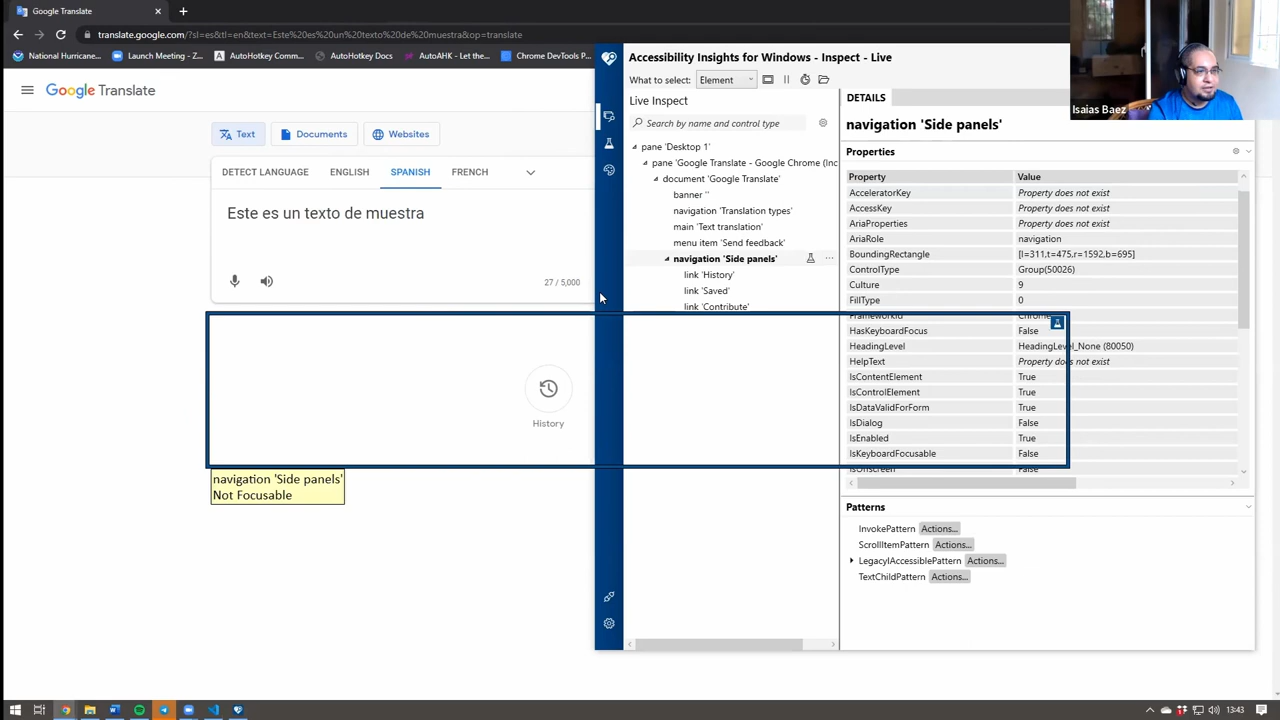 Google Translate
translate.google.com/?sl=es&tl=en&text=Este%20es%20un%20texto%20de%20muestra&op=translate
National Hurricane...
Launch Meeting - Z...
AutoHotkey Docs
AutoAHK - Let the...
Chrome DevTools P...
Google Translate
Text
Documents
Websites
DETECT LANGUAGE
ENGLISH
SPANISH
FRENCH
Este es un texto de muestra
27 / 5,000
History
navigation 'Side panels'
Not Focusable
Accessibility Insights for Windows - Inspect - Live
What to select:
Element
Live Inspect
Search by name and control type
pane 'Desktop 1'
pane 'Google Translate - Google Chrome (Inc
document 'Google Translate'
banner ''
navigation 'Translation types'
main 'Text translation'
menu item 'Send feedback'
navigation 'Side panels'
link 'History'
link 'Saved'
link 'Contribute'
DETAILS
navigation 'Side panels'
Properties
Property Value
AcceleratorKey Property does not exist
AccessKey Property does not exist
AriaProperties Property does not exist
AriaRole navigation
BoundingRectangle [l=311,t=475,r=1592,b=695]
ControlType Group(50026)
Culture 9
FillType 0
FrameworkId Chrome
HasKeyboardFocus False
HeadingLevel HeadingLevel_None (80050)
HelpText Property does not exist
IsContentElement True
IsControlElement True
IsDataValidForForm True
IsDialog False
IsEnabled True
IsKeyboardFocusable False
IsOffscreen False
Patterns
InvokePattern Actions...
ScrollItemPattern Actions...
LegacyIAccessiblePattern Actions...
TextChildPattern Actions...
Isaias Baez
13:43